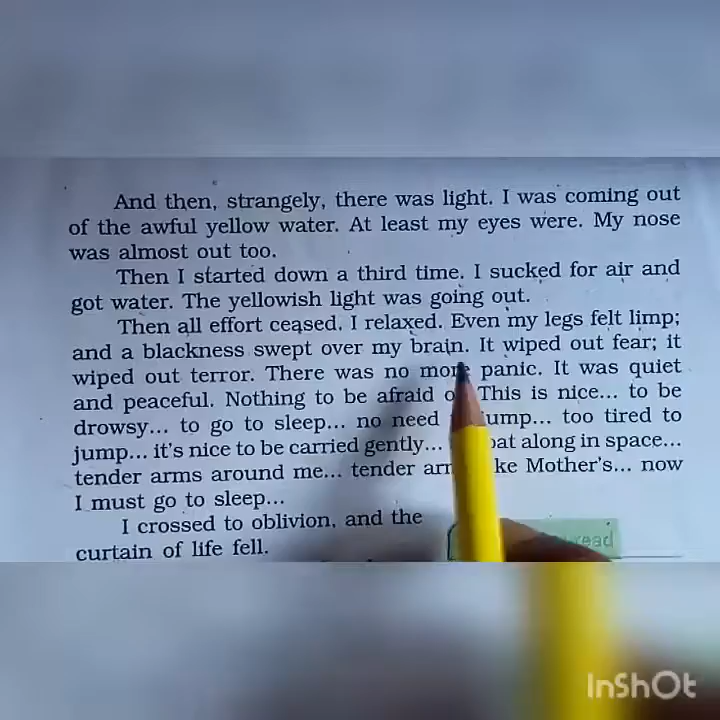 And then, strangely, there was light. I was coming out
of the awful yellow water. At least my eyes were. My nose
was almost out too.
Then I started down a third time. I sucked for air and
got water. The yellowish light was going out.
Then all effort ceased. I relaxed. Even my legs felt limp;
and a blackness swept over my brain. It wiped out fear; it
wiped out terror. There was no more panic. It was quiet
and peaceful. Nothing to be afraid This is nice... to be
drowsy... to go to sleep... no need too tired to
jump... it's nice to be carried gently... along in space...
tender arms around me... tender Mother's... now
I must go to sleep...
I crossed to oblivion, and the
curtain of life fell.
read
InShOt